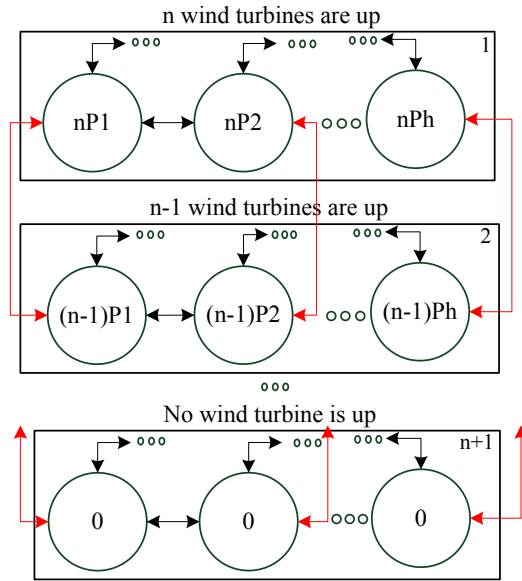 n wind turbines are up
1
nP1 nP2 nPh
n-1 wind turbines are up
2
(n-1)P1 (n-1)P2 (n-1)Ph
No wind turbine is up
n+1
0 0 0